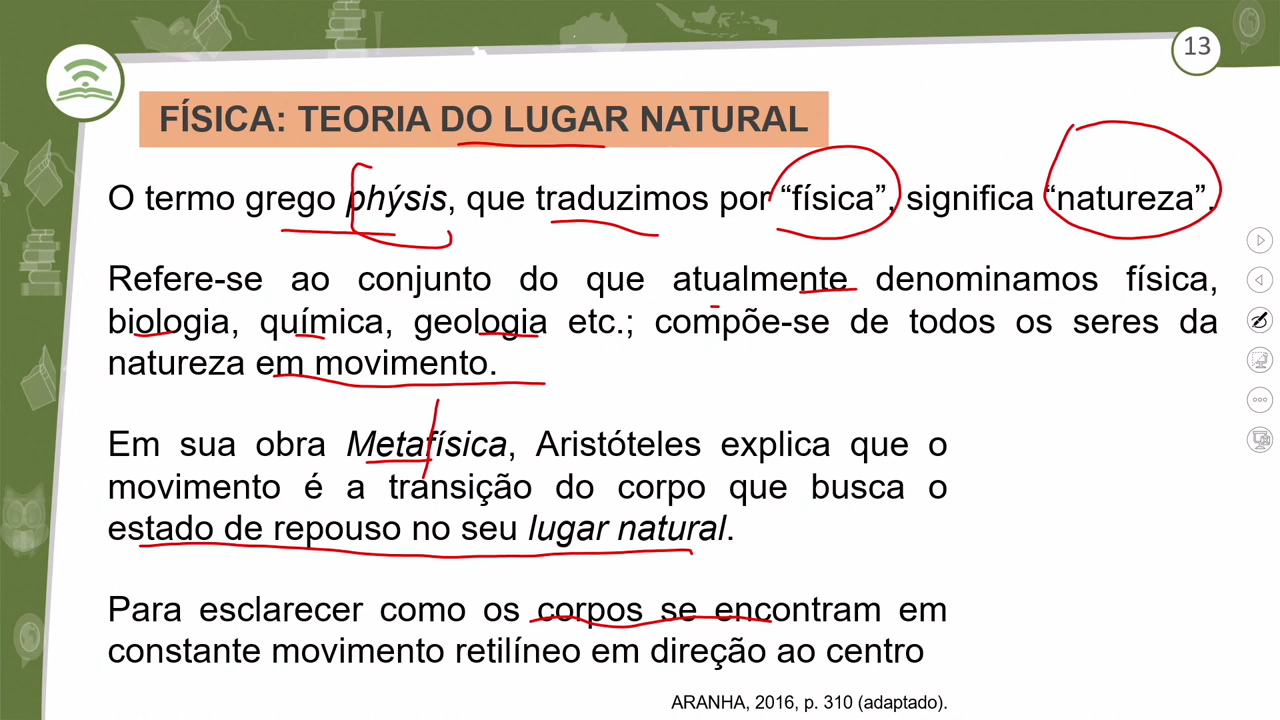 13
FÍSICA: TEORIA DO LUGAR NATURAL
O termo grego phýsis, que traduzimos por “física”, significa “natureza”.
Refere-se ao conjunto do que atualmente denominamos física,
biologia, química, geologia etc.; compõe-se de todos os seres da
natureza em movimento.
Em sua obra Metafísica, Aristóteles explica que o
movimento é a transição do corpo que busca o
estado de repouso no seu lugar natural.
Para esclarecer como os corpos se encontram em
constante movimento retilíneo em direção ao centro
ARANHA, 2016, p. 310 (adaptado).